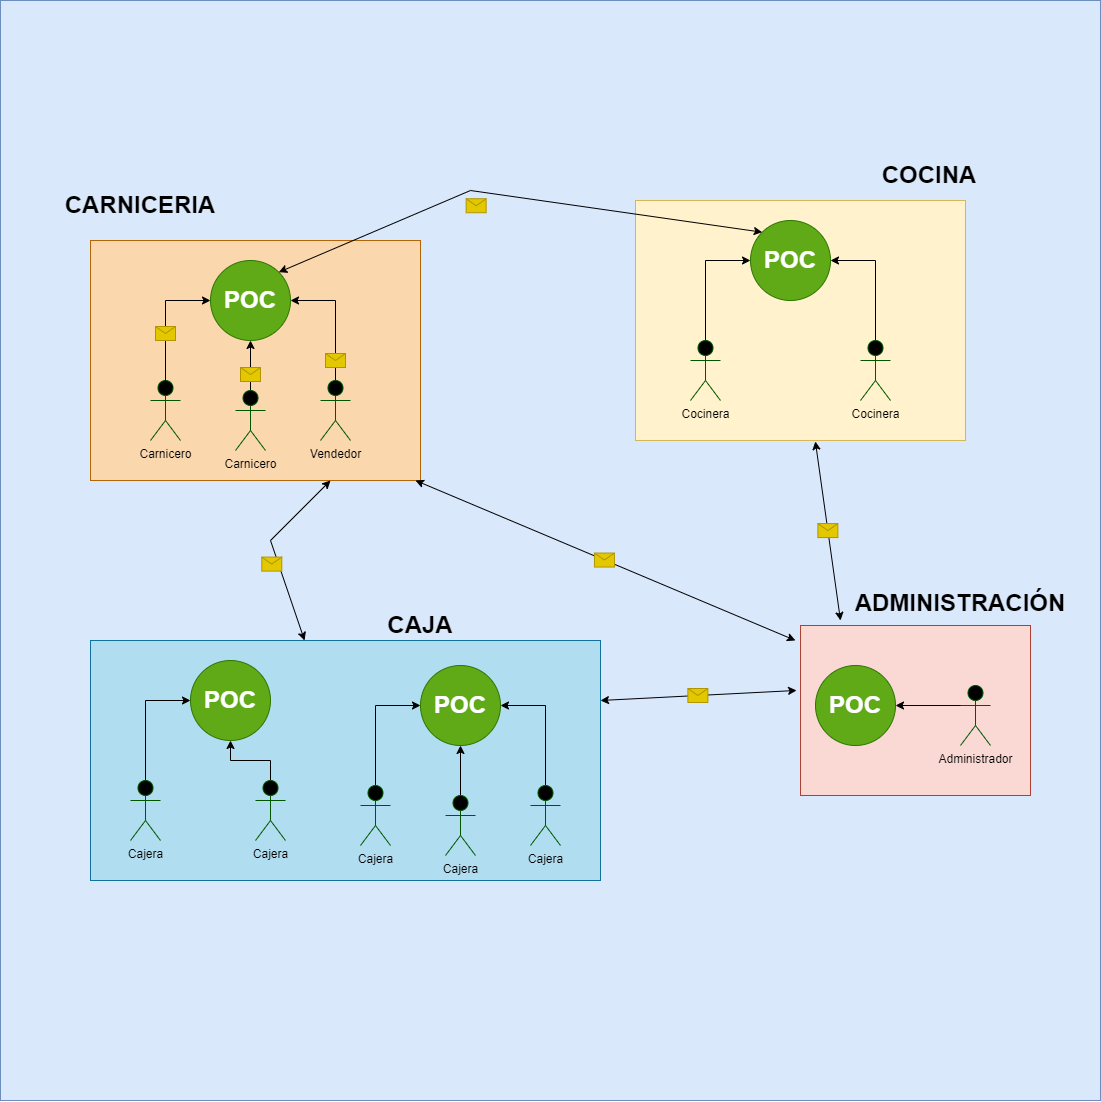 CARNICERIA
POC
Carnicero
Carnicero
Vendedor
COCINA
POC
Cocinera
Cocinera
CAJA
POC
Cajera
Cajera
POC
Cajera
Cajera
Cajera
ADMINISTRACIÓN
POC
Administrador